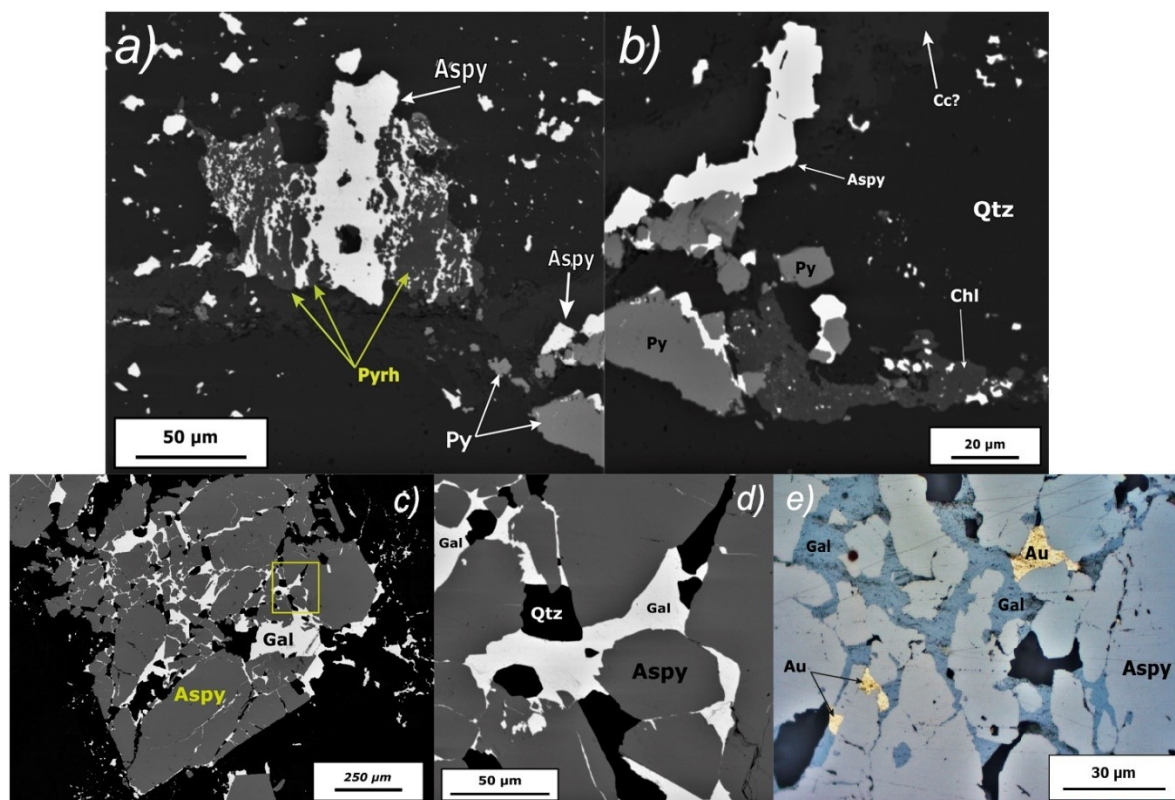 a)
Aspy
Aspy
Pyrh
Py
50 µm
b)
Cc?
Aspy
Qtz
Py
Chl
Py
20 µm
c)
Gal
Aspy
250 µm
d)
Gal
Qtz
Gal
Aspy
50 µm
e)
Gal
Au
Gal
Au
Aspy
30 µm